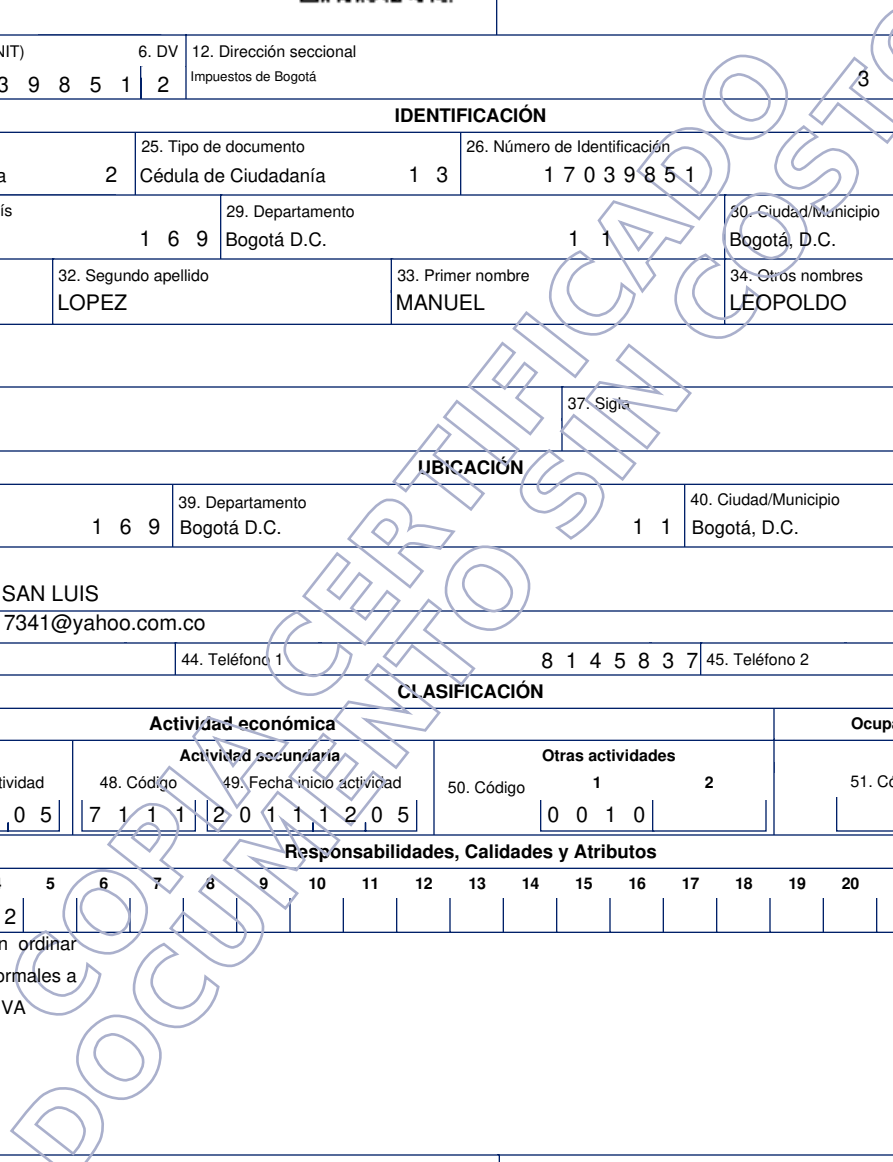 NIT) 6. DV 12. Dirección seccional
3 9 8 5 1 2 Impuestos de Bogotá 3
IDENTIFICACIÓN
25. Tipo de documento 26. Número de Identificación
a 2 Cédula de Ciudadanía 1 3 1 7 0 3 9 8 5 1
ís 29. Departamento 30. Ciudad/Municipio
1 6 9 Bogotá D.C. 1 1 Bogotá, D.C.
32. Segundo apellido 33. Primer nombre 34. Otros nombres
LOPEZ MANUEL LEOPOLDO
37. Sigla
UBICACIÓN
39. Departamento 40. Ciudad/Municipio
1 6 9 Bogotá D.C. 1 1 Bogotá, D.C.
SAN LUIS
7341@yahoo.com.co
44. Teléfono 1 8 1 4 5 8 3 7 45. Teléfono 2
CLASIFICACIÓN
Actividad económica Ocupa
Actividad secundaria Otras actividades
tividad 48. Código 49. Fecha inicio actividad 50. Código 1 2 51. Có
0 5 7 1 1 1 2 0 1 1 1 2 0 5 0 0 1 0
Responsabilidades, Calidades y Atributos
5 6 7 8 9 10 11 12 13 14 15 16 17 18 19 20
2
n ordinar
ormales a
VA
COPIA CERTIFICADO
DOCUMENTO SIN COSTO